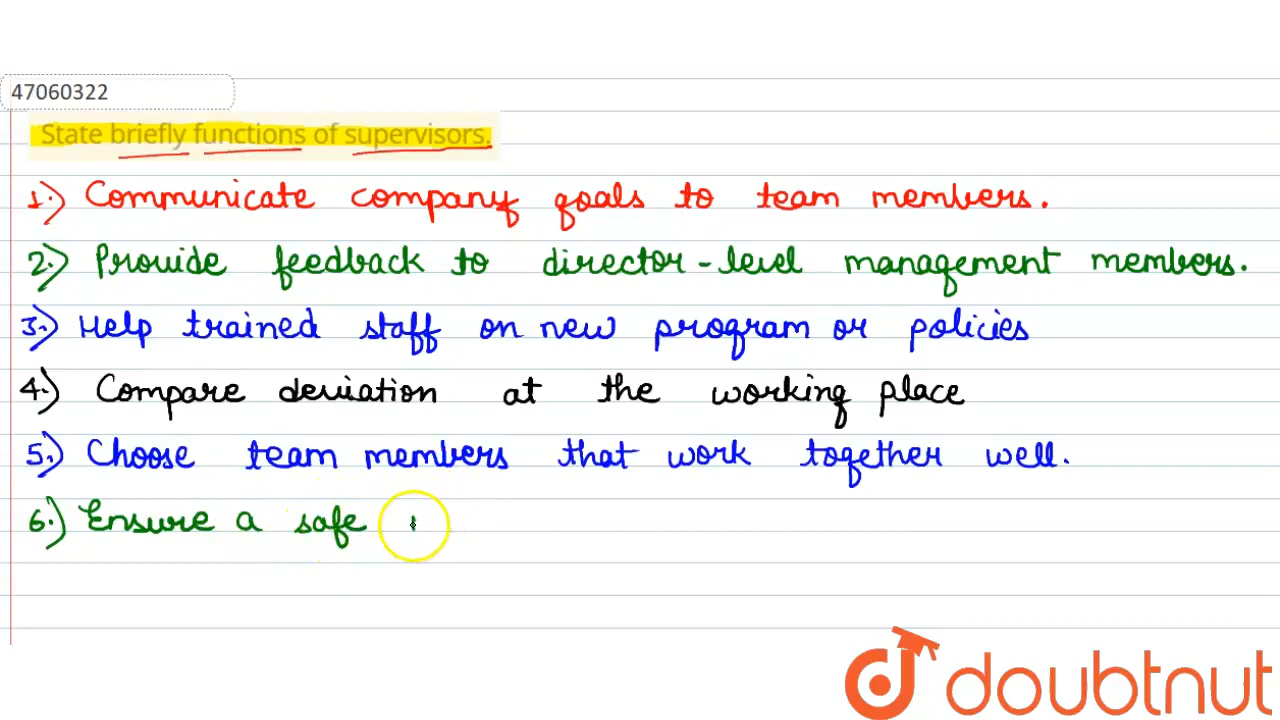 47060322
State briefly functions of supervisors.
1.) Communicate company goals to team members.
2.) Provide feedback to director-level management members.
3.) Help trained staff on new program or policies
4.) Compare deviation at the working place
5.) Choose team members that work together well.
6.) Ensure a safe
doubtnut